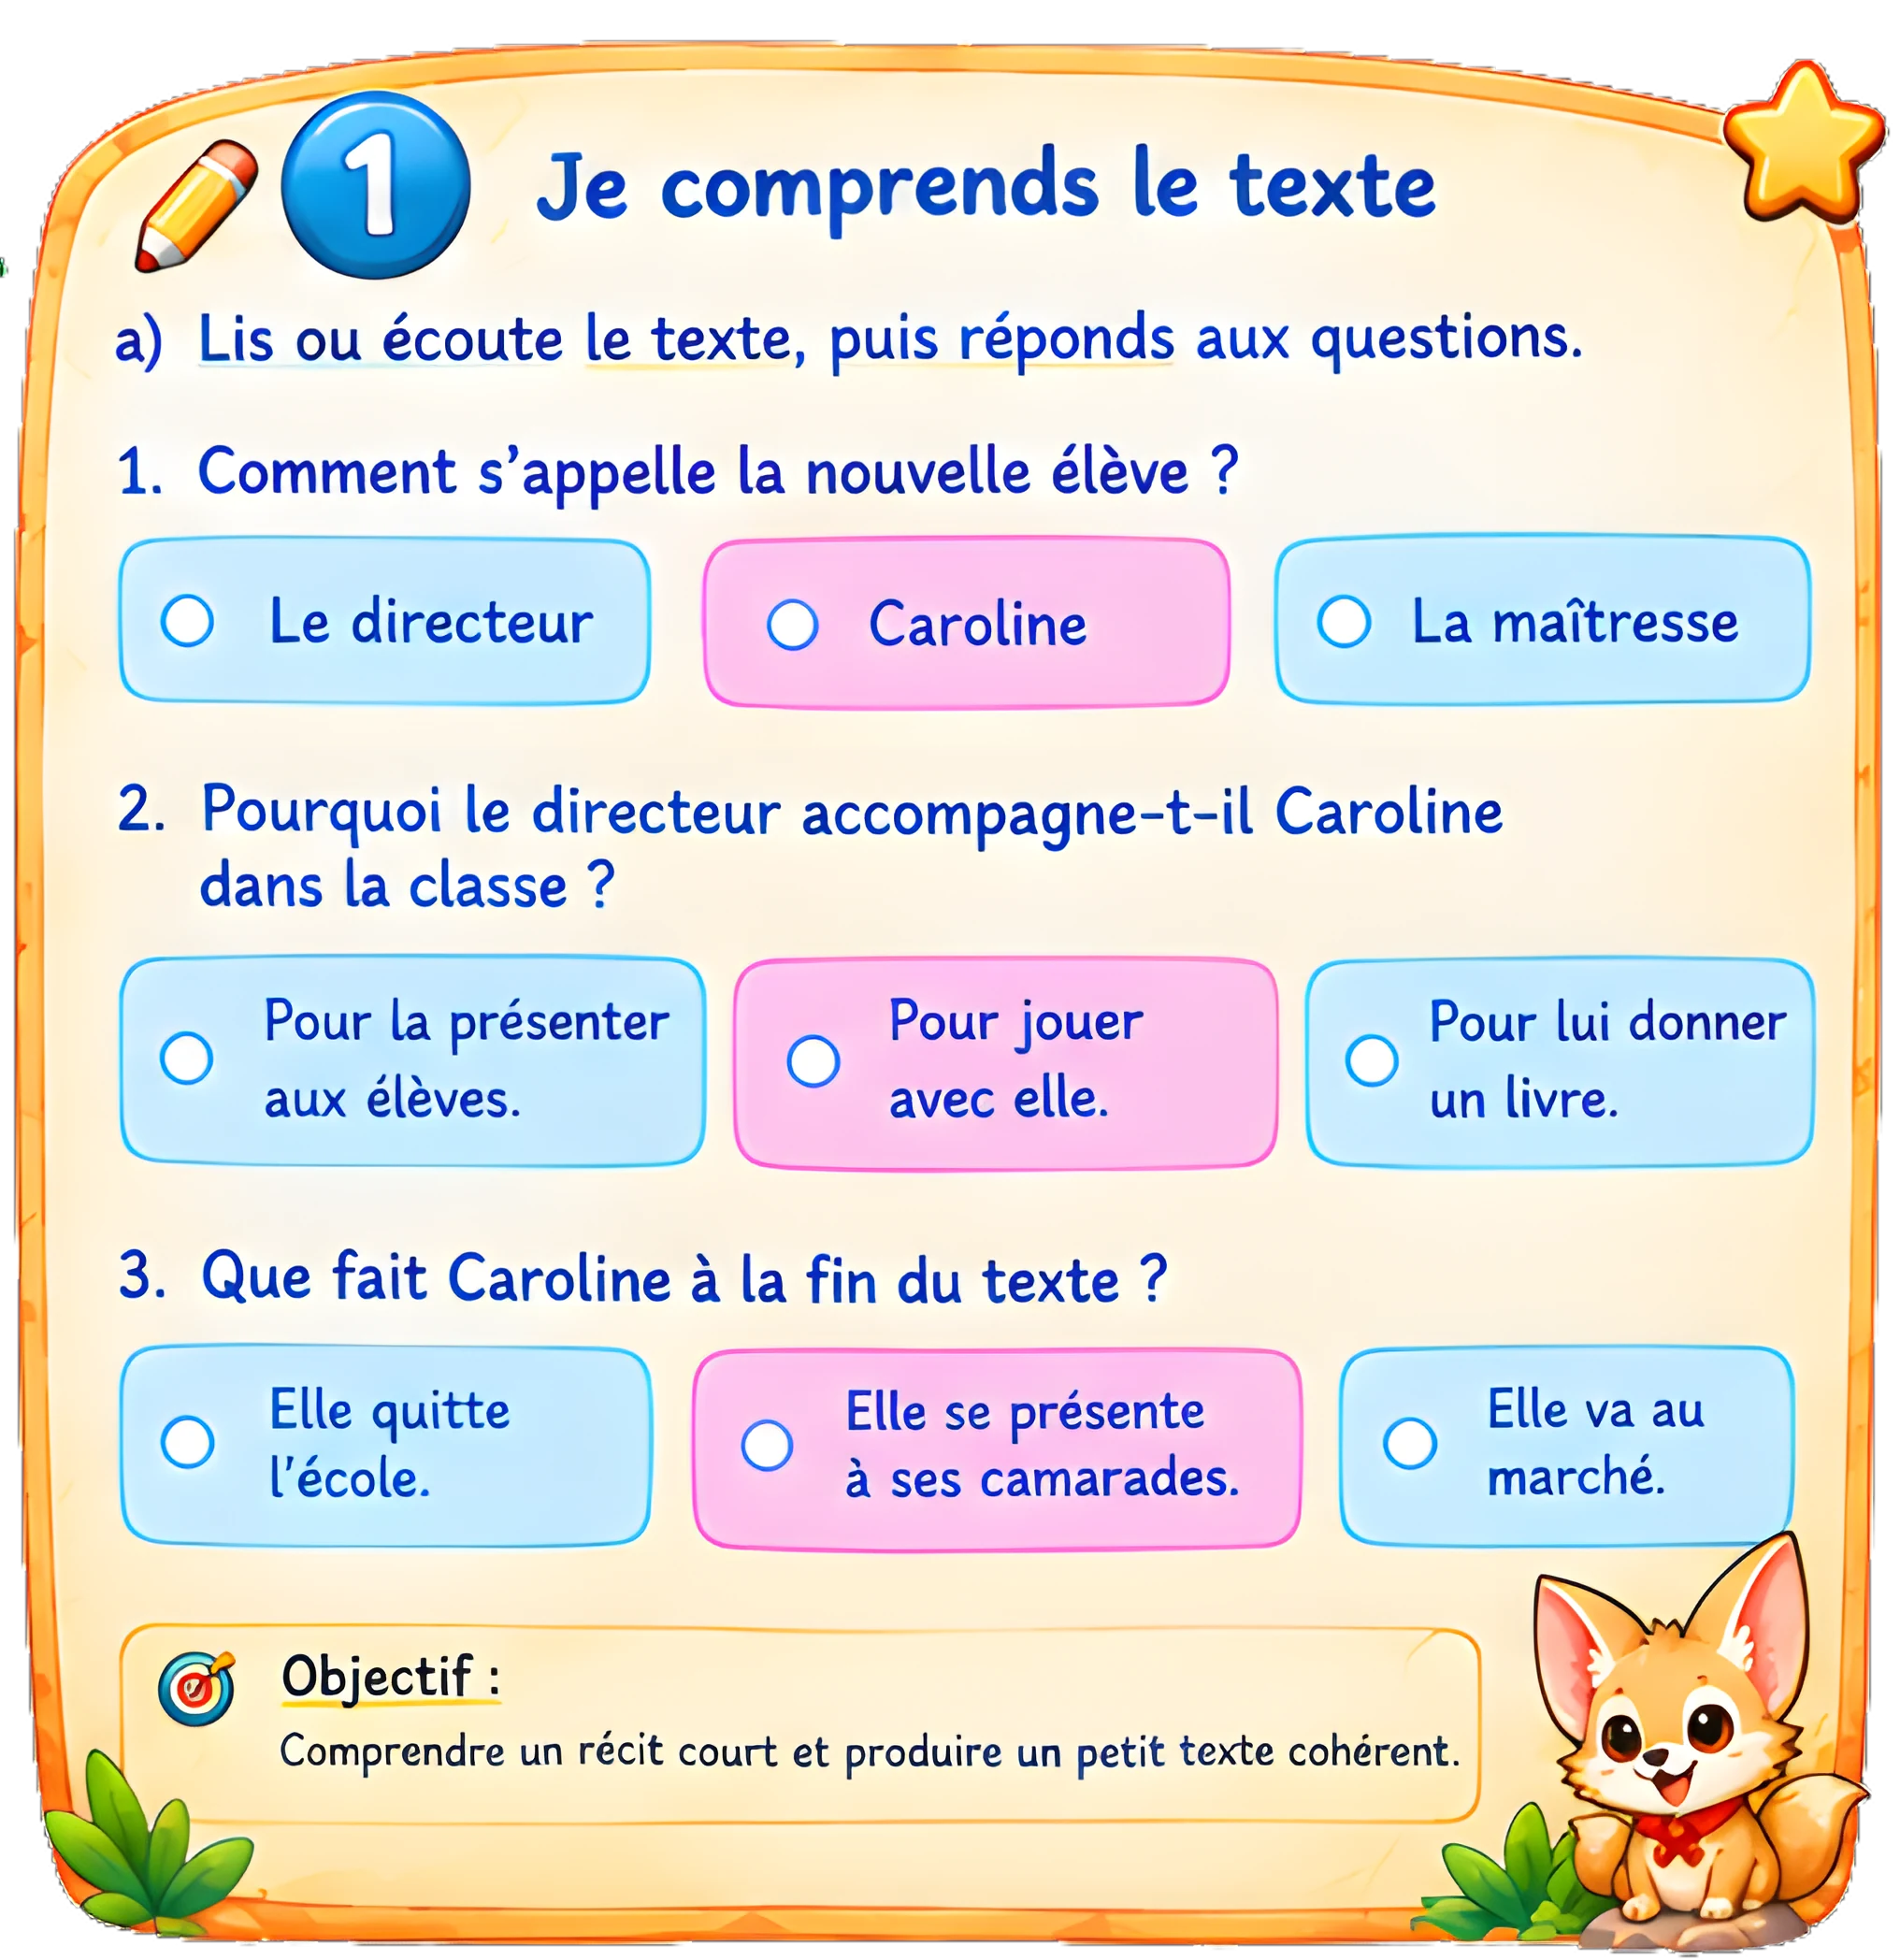 1 Je comprends le texte
a) Lis ou écoute le texte, puis réponds aux questions.
1. Comment s'appelle la nouvelle élève ?
Le directeur
Caroline
La maîtresse
2. Pourquoi le directeur accompagne-t-il Caroline
dans la classe ?
Pour la présenter
aux élèves.
Pour jouer
avec elle.
Pour lui donner
un livre.
3. Que fait Caroline à la fin du texte ?
Elle quitte
l'école.
Elle se présente
à ses camarades.
Elle va au
marché.
Objectif :
Comprendre un récit court et produire un petit texte cohérent.